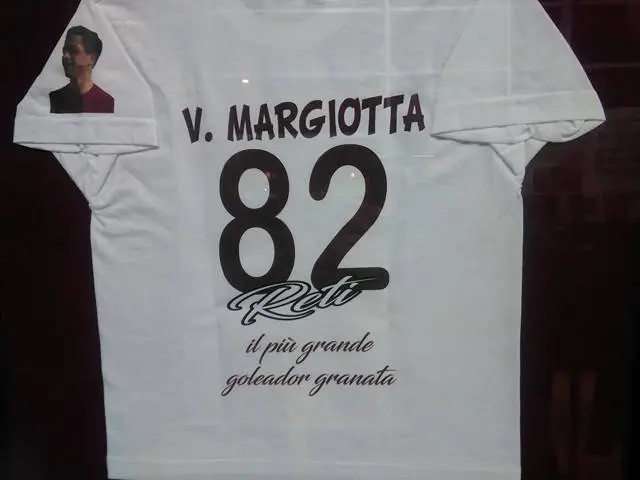 V. MARGIOTTA
82
Reti
il più grande
goleador granata